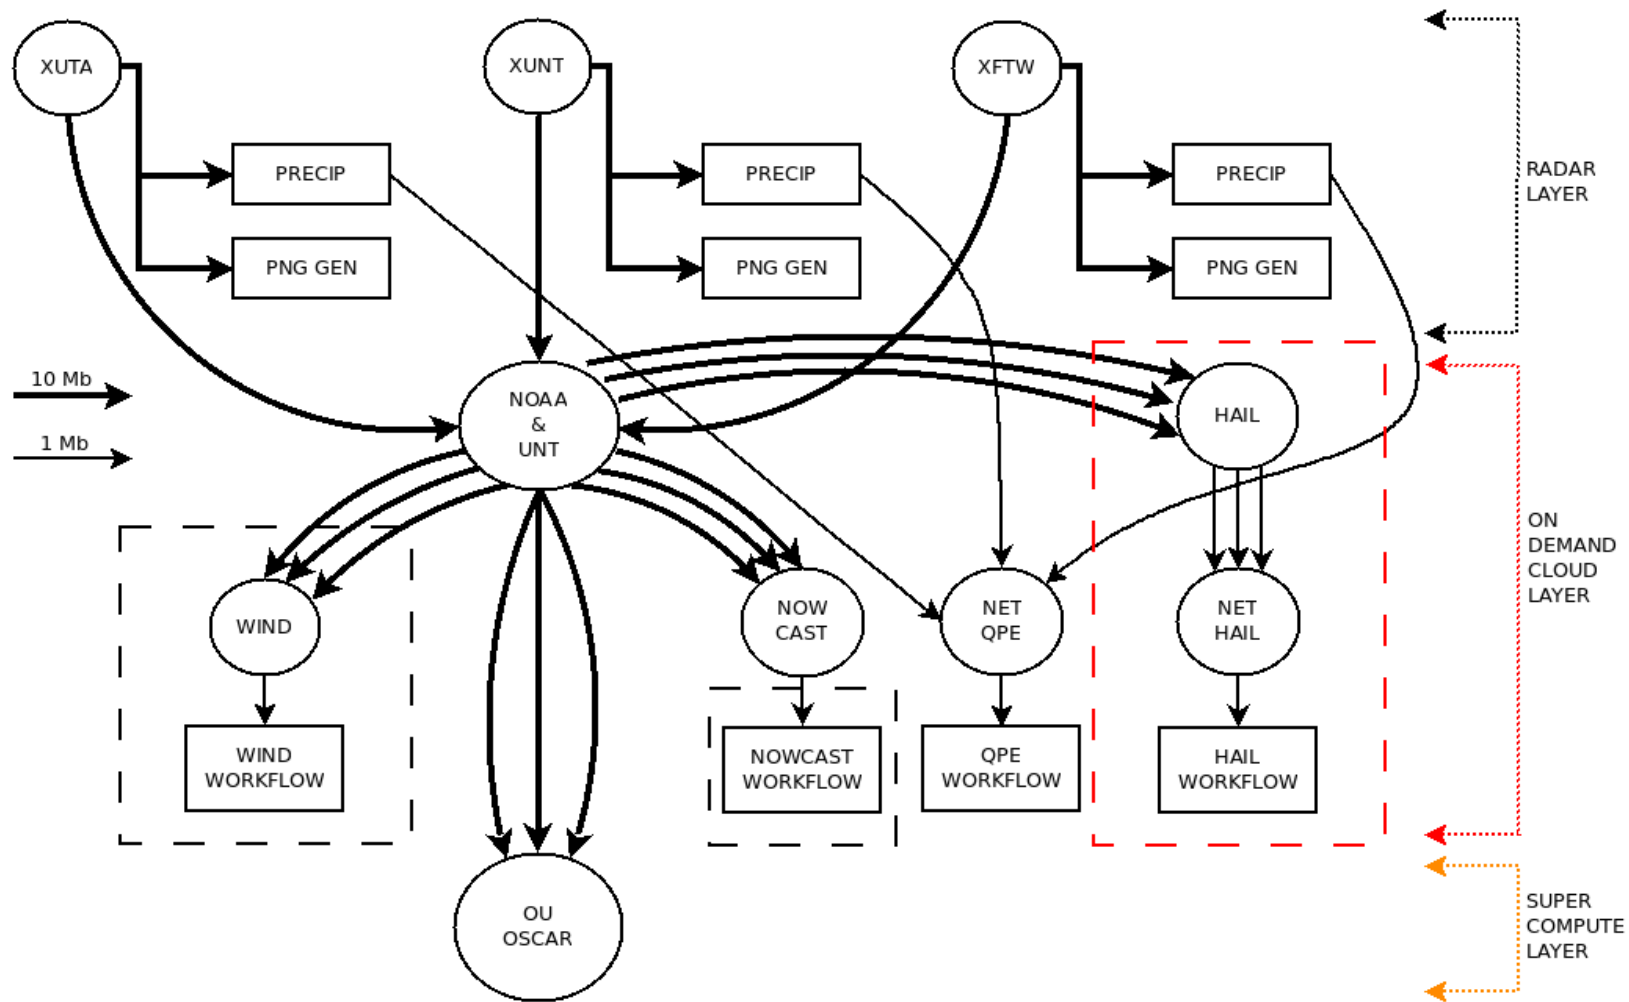 XUTA
XUNT
XFTW
PRECIP
PRECIP
PRECIP
RADAR
LAYER
PNG GEN
PNG GEN
PNG GEN
10 Mb
1 Mb
NOAA
&
UNT
HAIL
ON
DEMAND
CLOUD
LAYER
WIND
NOW
CAST
NET
QPE
NET
HAIL
WIND
WORKFLOW
NOWCAST
WORKFLOW
QPE
WORKFLOW
HAIL
WORKFLOW
OU
OSCAR
SUPER
COMPUTE
LAYER